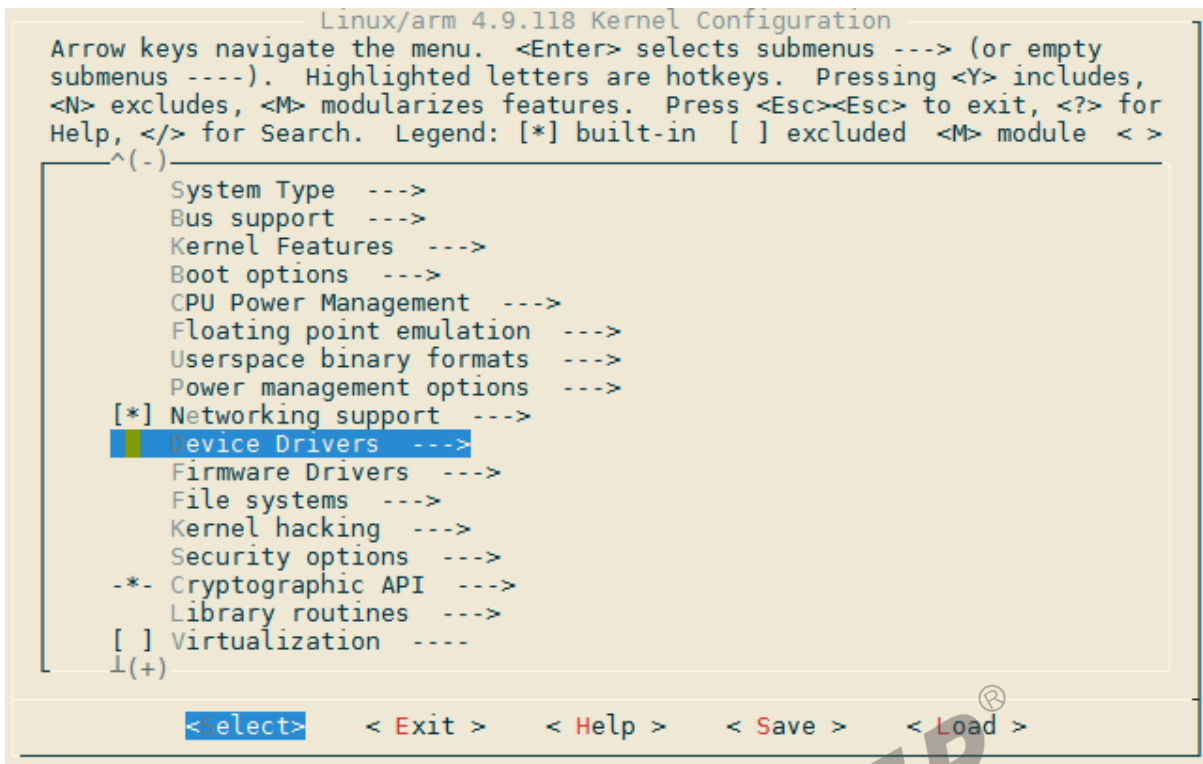 Linux/arm 4.9.118 Kernel Configuration
Arrow keys navigate the menu.  <Enter> selects submenus ---> (or empty
submenus ----).  Highlighted letters are hotkeys.  Pressing <Y> includes,
<N> excludes, <M> modularizes features.  Press <Esc><Esc> to exit, <?> for
Help, </> for Search.  Legend: [*] built-in  [ ] excluded  <M> module  < >
^(-)
System Type  --->
Bus support  --->
Kernel Features  --->
Boot options  --->
CPU Power Management  --->
Floating point emulation  --->
Userspace binary formats  --->
Power management options  --->
[*] Networking support  --->
Device Drivers  --->
Firmware Drivers  --->
File systems  --->
Kernel hacking  --->
Security options  --->
-*- Cryptographic API  --->
Library routines  --->
[ ] Virtualization  ----
┴(+)
<Select>    < Exit >    < Help >    < Save >    < Load >
®